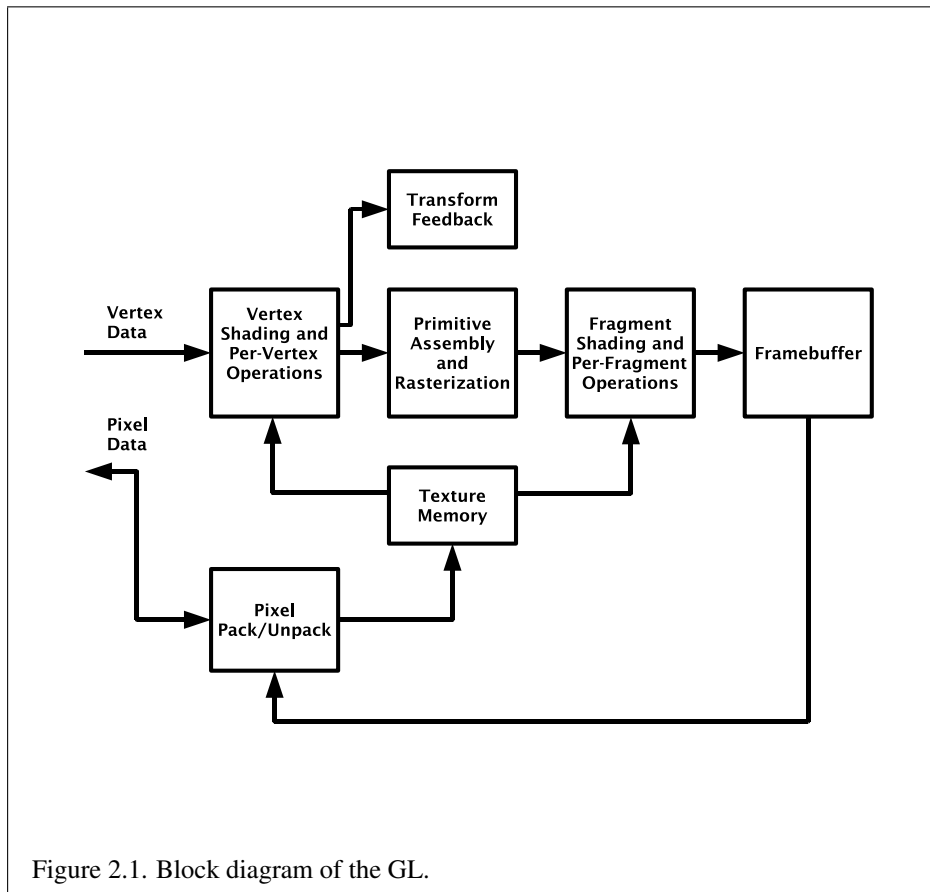 Transform
Feedback
Vertex
Data
Vertex
Shading and
Per-Vertex
Operations
Primitive
Assembly
and
Rasterization
Fragment
Shading and
Per-Fragment
Operations
Framebuffer
Pixel
Data
Texture
Memory
Pixel
Pack/Unpack
Figure 2.1. Block diagram of the GL.